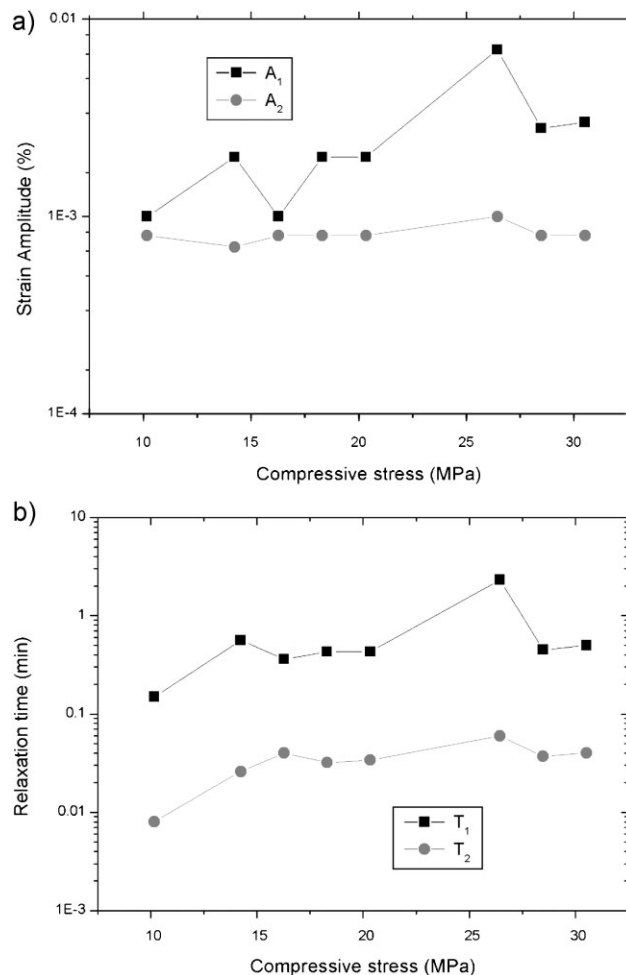 a)
0.01
A1
A2
Strain Amplitude (%)
1E-3
1E-4
10 15 20 25 30
Compressive stress (MPa)
b)
10
1
Relaxation time (min)
0.1
0.01
T1
T2
1E-3
10 15 20 25 30
Compressive stress (MPa)